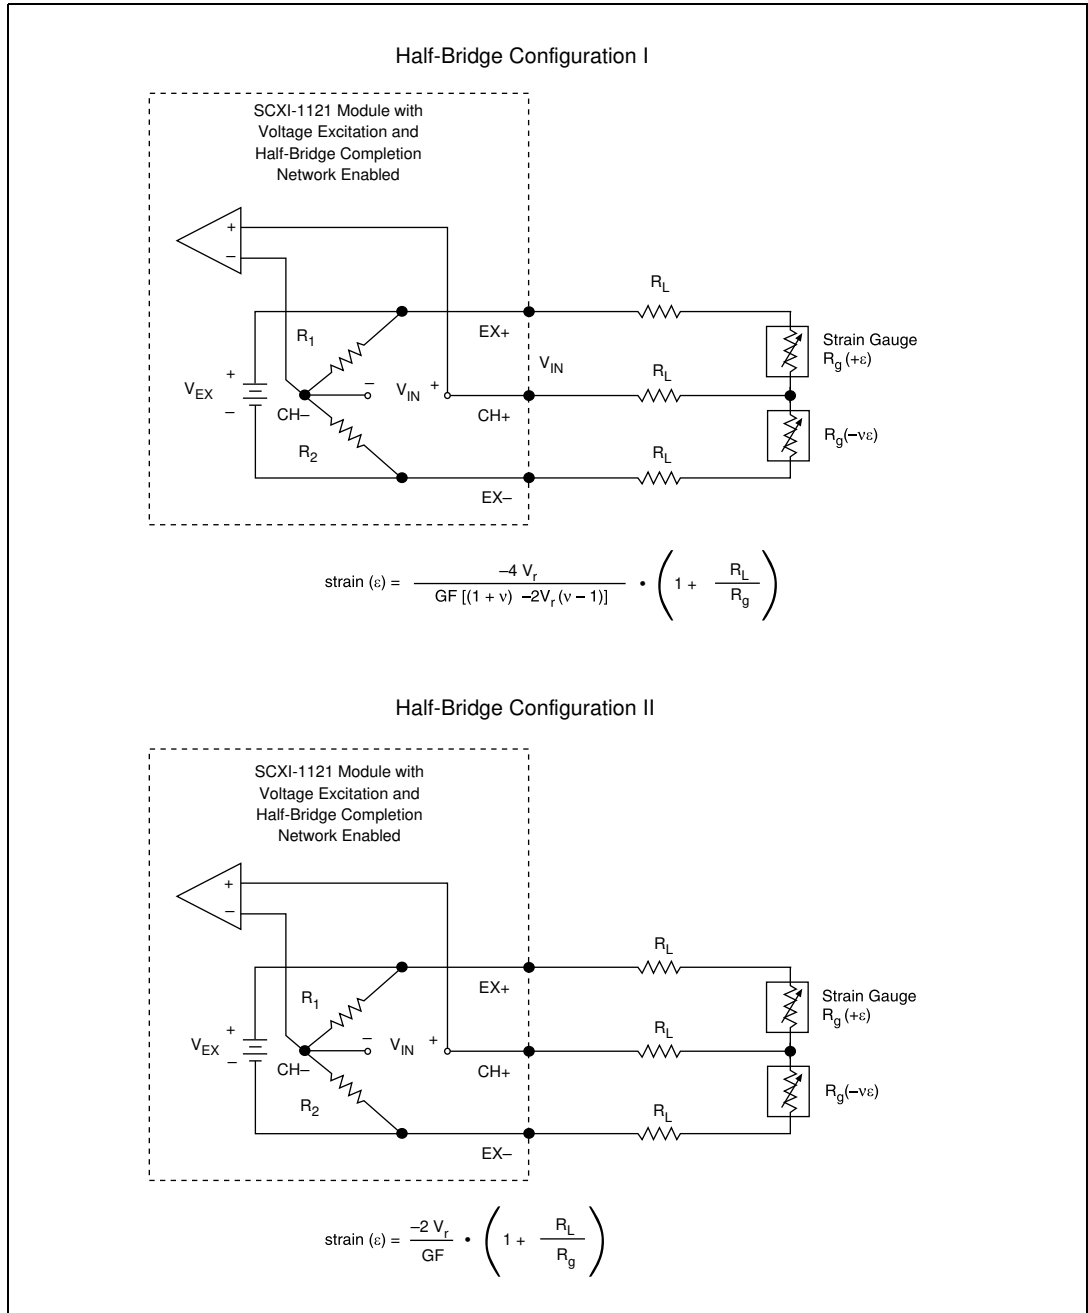 Half-Bridge Configuration I
SCXI-1121 Module with
Voltage Excitation and
Half-Bridge Completion
Network Enabled
+
–
R_L
R_1
EX+
Strain Gauge
R_g (+ε)
V_IN
R_L
+
V_EX
–
–
V_IN
+
CH–
CH+
R_g(–νε)
R_2
R_L
EX–
strain (ε) = –4 V_r / GF [(1 + ν) –2V_r (ν – 1)] • (1 + R_L / R_g)
Half-Bridge Configuration II
SCXI-1121 Module with
Voltage Excitation and
Half-Bridge Completion
Network Enabled
+
–
R_L
EX+
R_1
Strain Gauge
R_g (+ε)
R_L
+
V_EX
–
–
V_IN
+
CH–
CH+
R_g(–νε)
R_2
R_L
EX–
strain (ε) = –2 V_r / GF • (1 + R_L / R_g)